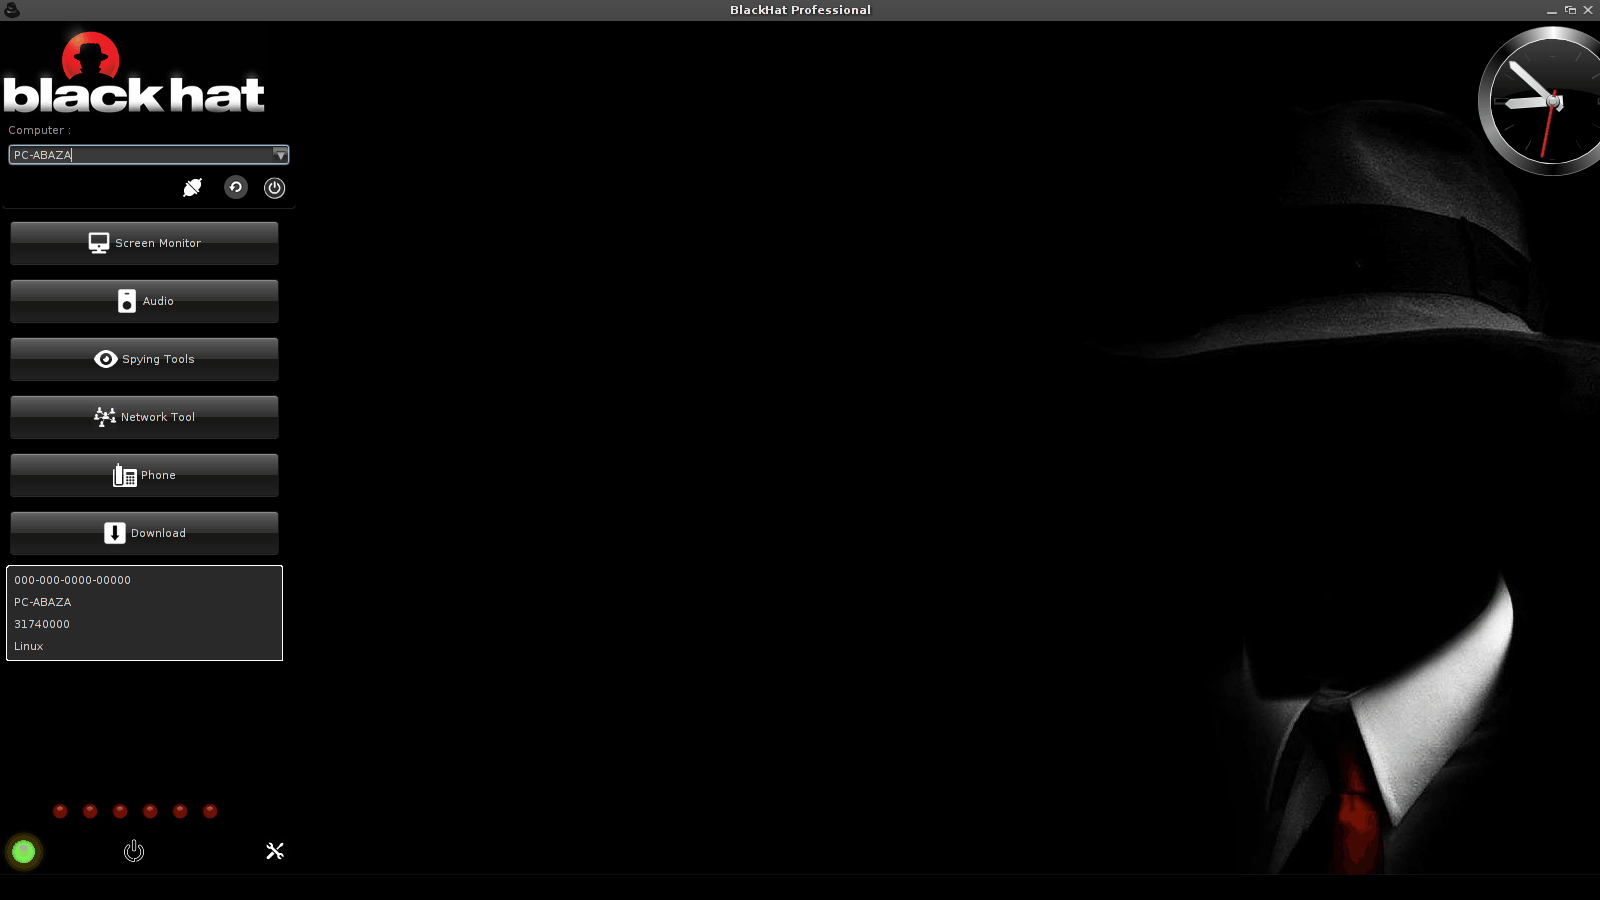 BlackHat Professional
black hat
Computer :
PC-ABAZA
Screen Monitor
Audio
Spying Tools
Network Tool
Phone
Download
000-000-0000-00000
PC-ABAZA
31740000
Linux